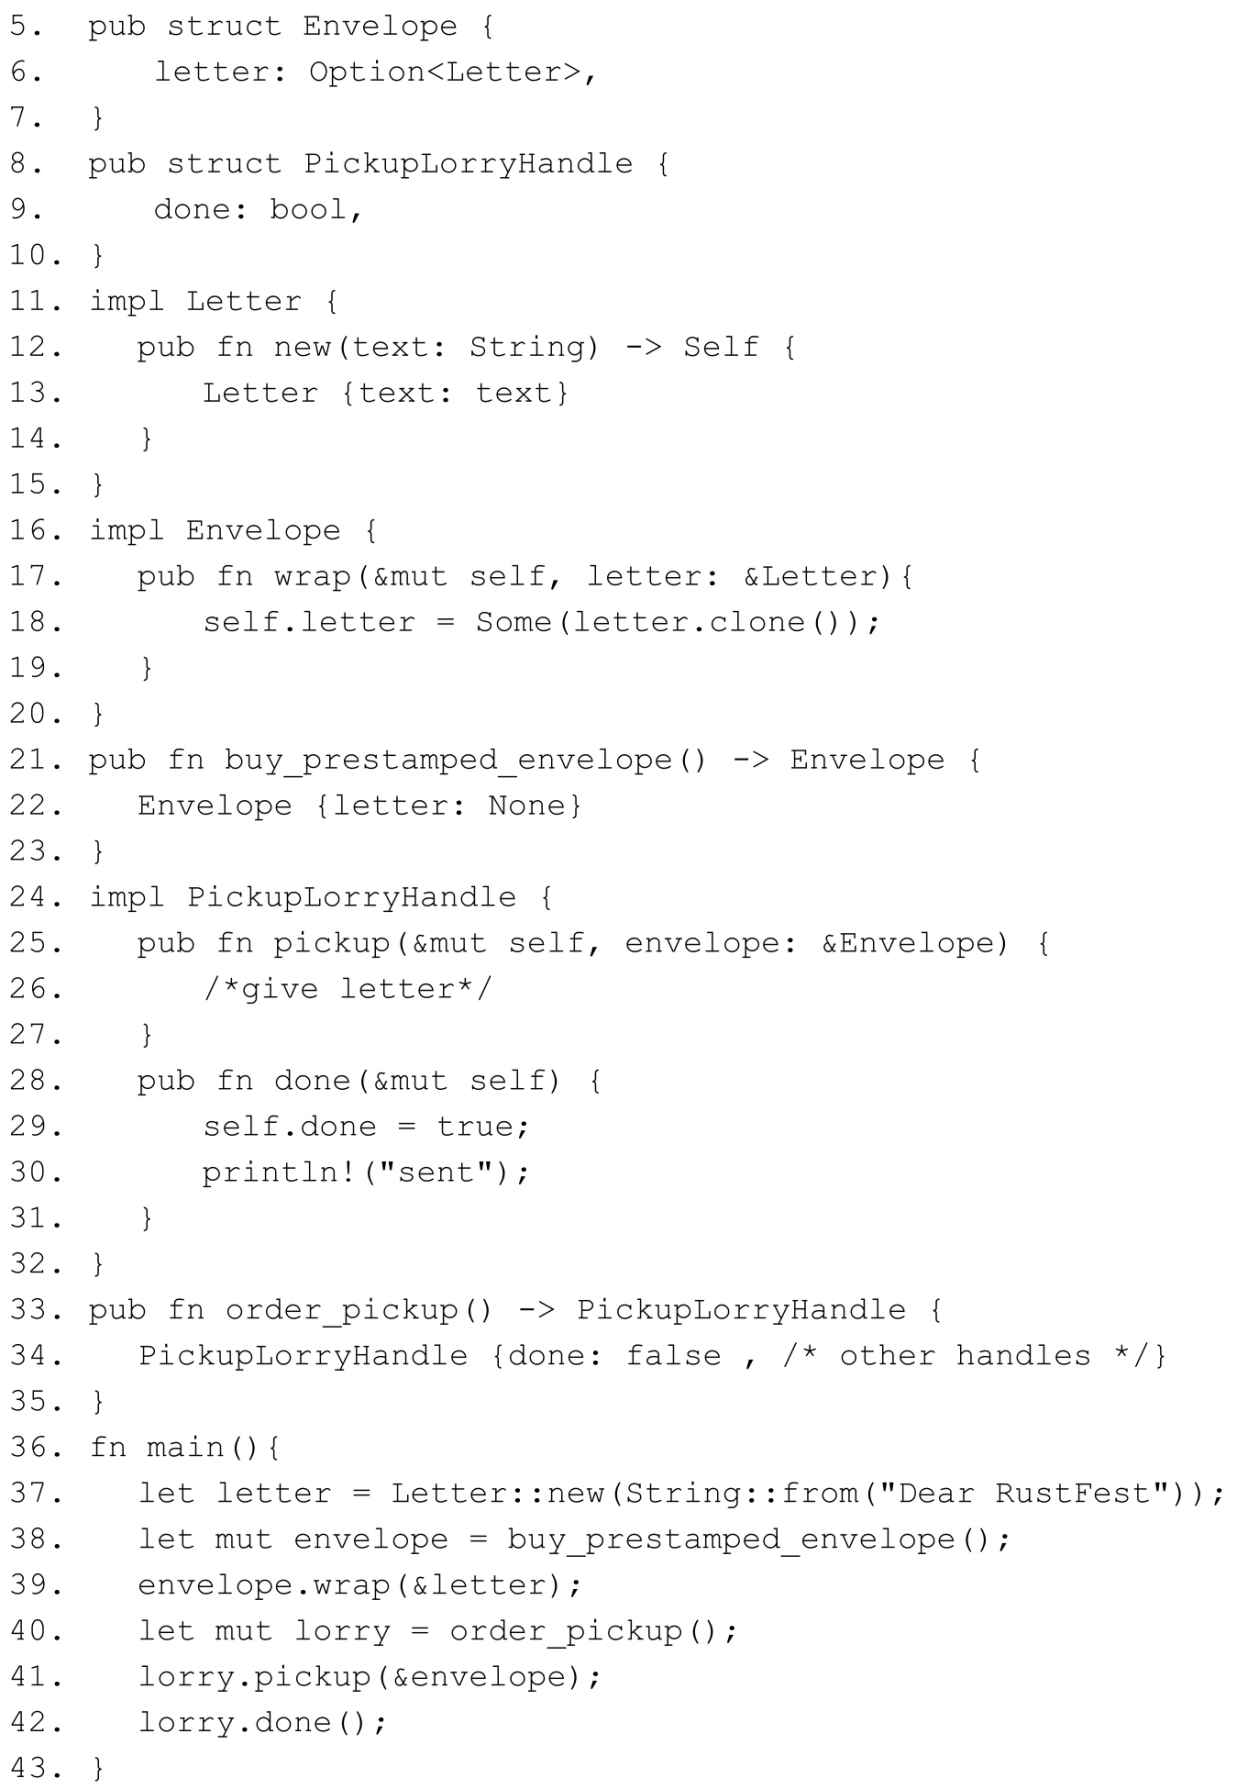 5. pub struct Envelope {
6. letter: Option<Letter>,
7. }
8. pub struct PickupLorryHandle {
9. done: bool,
10. }
11. impl Letter {
12. pub fn new(text: String) -> Self {
13. Letter {text: text}
14. }
15. }
16. impl Envelope {
17. pub fn wrap(&mut self, letter: &Letter){
18. self.letter = Some(letter.clone());
19. }
20. }
21. pub fn buy_prestamped_envelope() -> Envelope {
22. Envelope {letter: None}
23. }
24. impl PickupLorryHandle {
25. pub fn pickup(&mut self, envelope: &Envelope) {
26. /*give letter*/
27. }
28. pub fn done(&mut self) {
29. self.done = true;
30. println!("sent");
31. }
32. }
33. pub fn order_pickup() -> PickupLorryHandle {
34. PickupLorryHandle {done: false , /* other handles */}
35. }
36. fn main(){
37. let letter = Letter::new(String::from("Dear RustFest"));
38. let mut envelope = buy_prestamped_envelope();
39. envelope.wrap(&letter);
40. let mut lorry = order_pickup();
41. lorry.pickup(&envelope);
42. lorry.done();
43. }